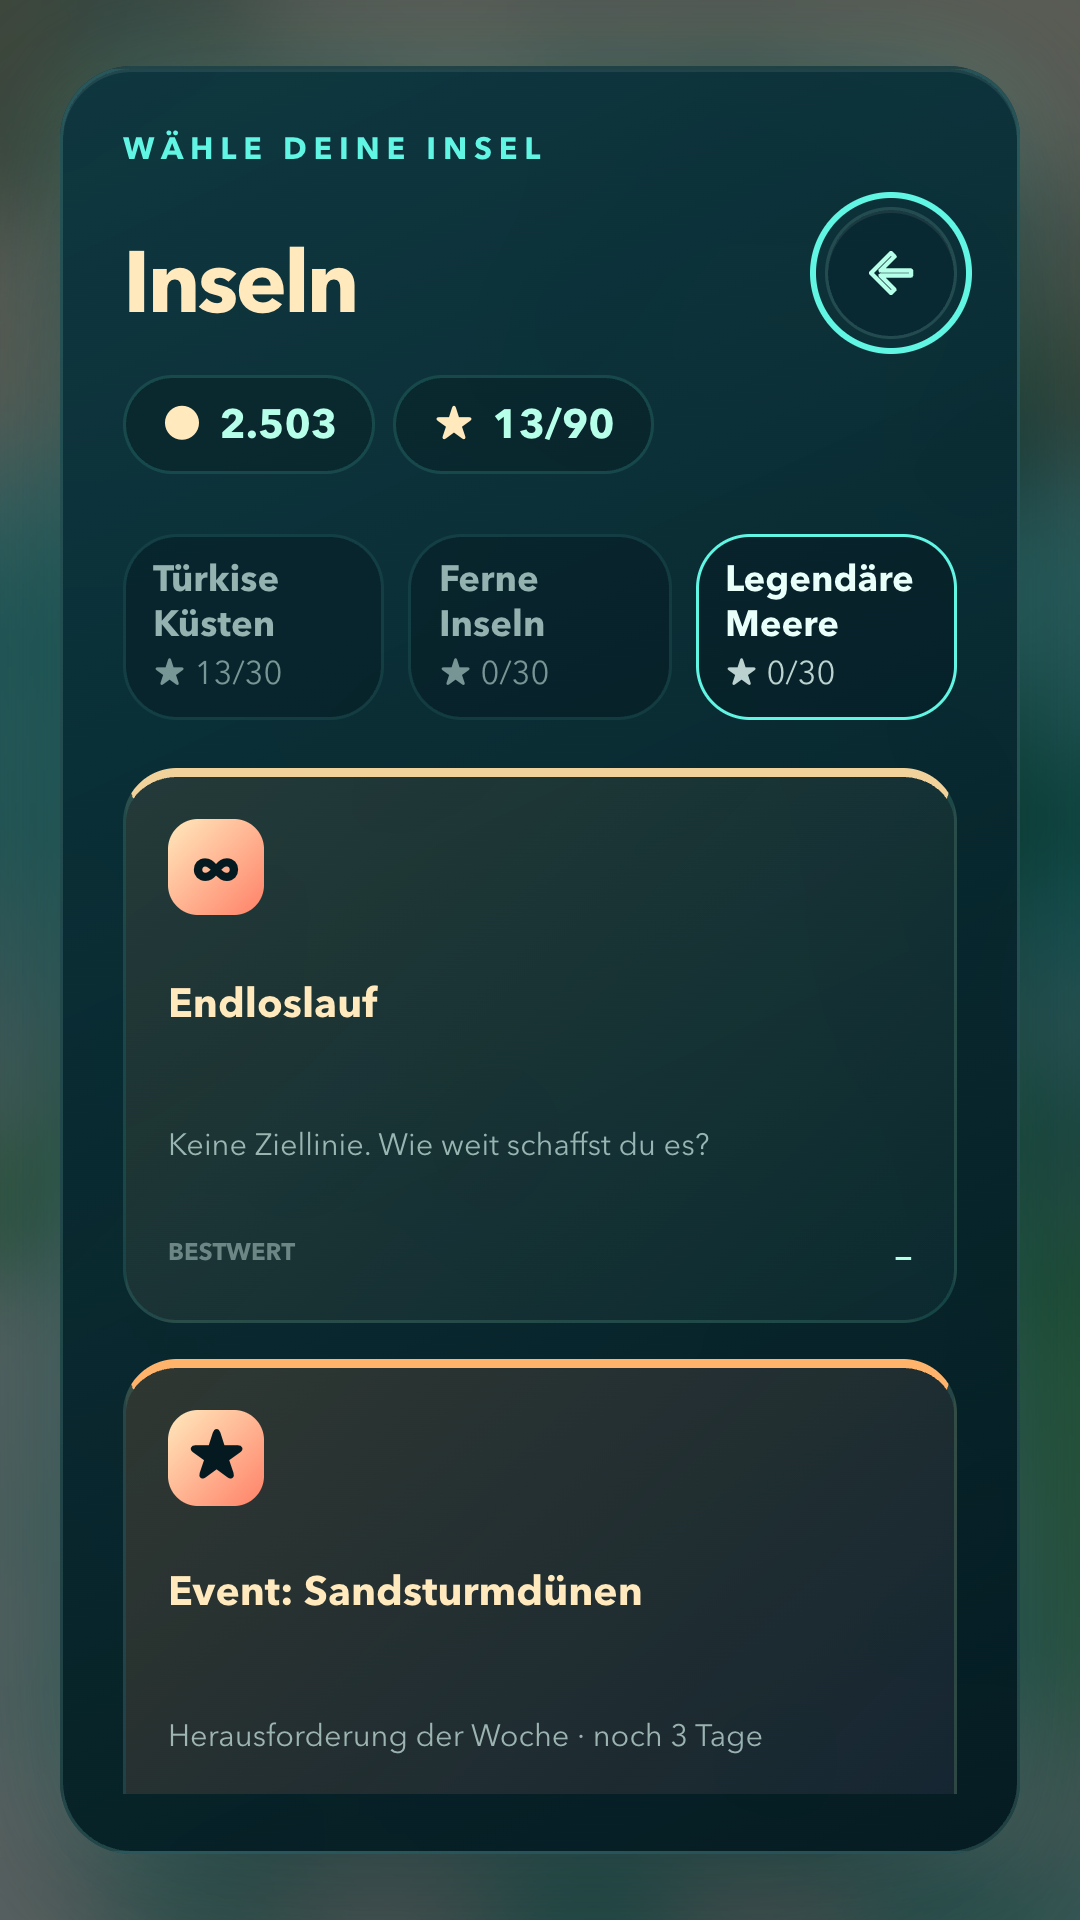 WÄHLE DEINE INSEL
Inseln
2.503
13/90
Türkise
Küsten
★ 13/30
Ferne
Inseln
★ 0/30
Legendäre
Meere
★ 0/30
∞
Endloslauf
Keine Ziellinie. Wie weit schaffst du es?
BESTWERT
–
Event: Sandsturmdünen
Herausforderung der Woche · noch 3 Tage